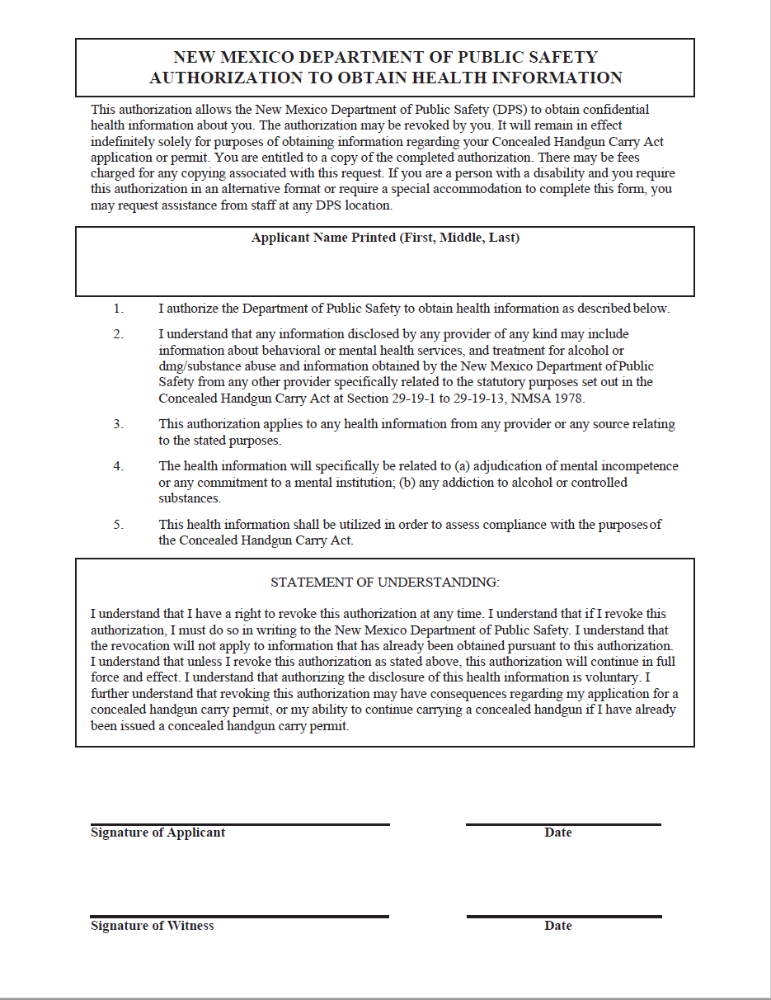 NEW MEXICO DEPARTMENT OF PUBLIC SAFETY
AUTHORIZATION TO OBTAIN HEALTH INFORMATION
This authorization allows the New Mexico Department of Public Safety (DPS) to obtain confidential
health information about you. The authorization may be revoked by you. It will remain in effect
indefinitely solely for purposes of obtaining information regarding your Concealed Handgun Carry Act
application or permit. You are entitled to a copy of the completed authorization. There may be fees
charged for any copying associated with this request. If you are a person with a disability and you require
this authorization in an alternative format or require a special accommodation to complete this form, you
may request assistance from staff at any DPS location.
Applicant Name Printed (First, Middle, Last)
1. I authorize the Department of Public Safety to obtain health information as described below.
2. I understand that any information disclosed by any provider of any kind may include
information about behavioral or mental health services, and treatment for alcohol or
dmg/substance abuse and information obtained by the New Mexico Department of Public
Safety from any other provider specifically related to the statutory purposes set out in the
Concealed Handgun Carry Act at Section 29-19-1 to 29-19-13, NMSA 1978.
3. This authorization applies to any health information from any provider or any source relating
to the stated purposes.
4. The health information will specifically be related to (a) adjudication of mental incompetence
or any commitment to a mental institution; (b) any addiction to alcohol or controlled
substances.
5. This health information shall be utilized in order to assess compliance with the purposes of
the Concealed Handgun Carry Act.
STATEMENT OF UNDERSTANDING:
I understand that I have a right to revoke this authorization at any time. I understand that if I revoke this
authorization, I must do so in writing to the New Mexico Department of Public Safety. I understand that
the revocation will not apply to information that has already been obtained pursuant to this authorization.
I understand that unless I revoke this authorization as stated above, this authorization will continue in full
force and effect. I understand that authorizing the disclosure of this health information is voluntary. I
further understand that revoking this authorization may have consequences regarding my application for a
concealed handgun carry permit, or my ability to continue carrying a concealed handgun if I have already
been issued a concealed handgun carry permit.
Signature of Applicant Date
Signature of Witness Date